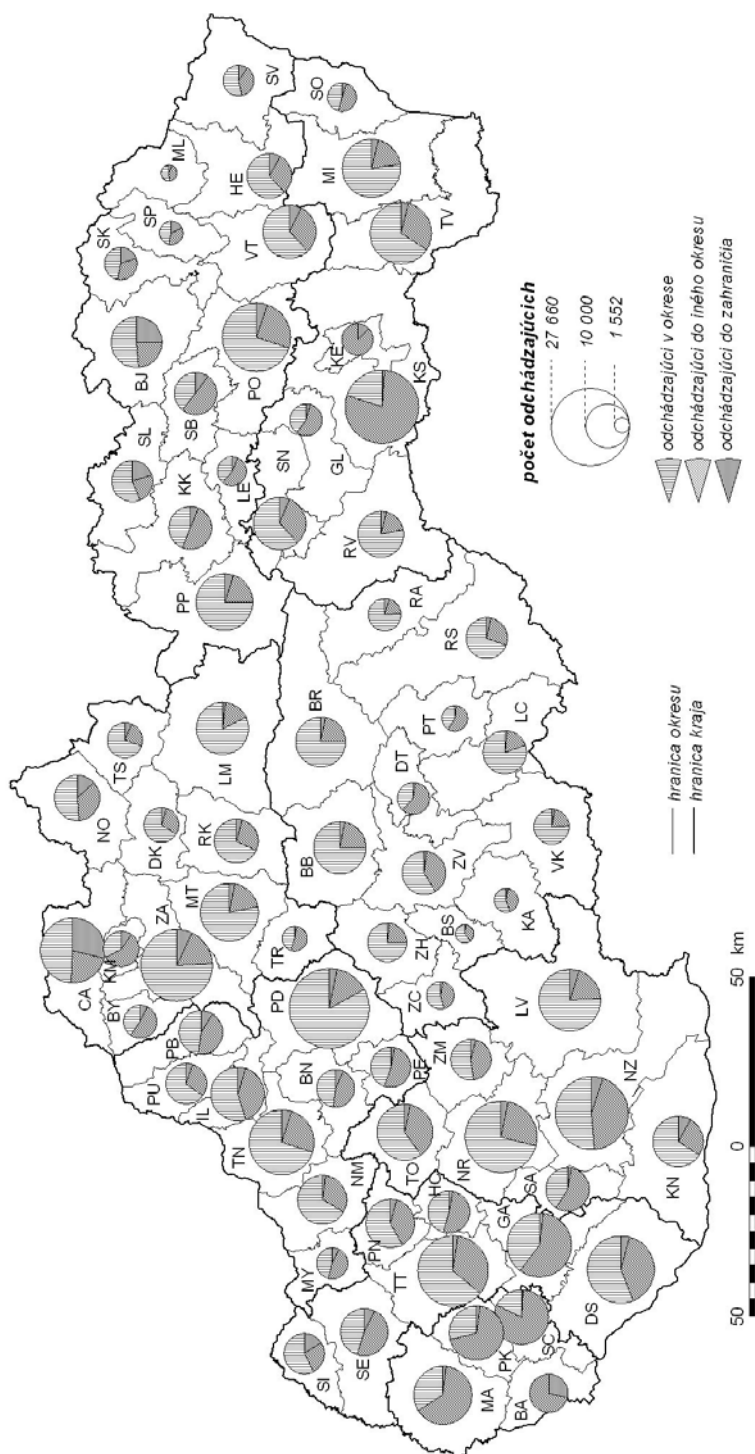 SV
SO
ML
HE
MI
SP
SK
VT
TV
BJ
PO
KE
KS
SB
SL
KK
LE
SN
GL
RV
PP
RA
RS
BR
PT
LC
DT
TS
LM
NO
DK
RK
BB
ZV
VK
KA
ZA
MT
TR
ZH
BS
CA
KM
BY
PB
PD
ZC
LV
PU
IL
BN
PE
ZM
NZ
TN
NM
TO
NR
KN
MY
PN
HC
GA
SA
SE
SI
TT
DS
PK
SC
MA
BA
počet odchádzajúcich
27 660
10 000
1 552
odchádzajúci v okrese
odchádzajúci do iného okresu
odchádzajúci do zahraničia
hranica okresu
hranica kraja
50 0 50 km